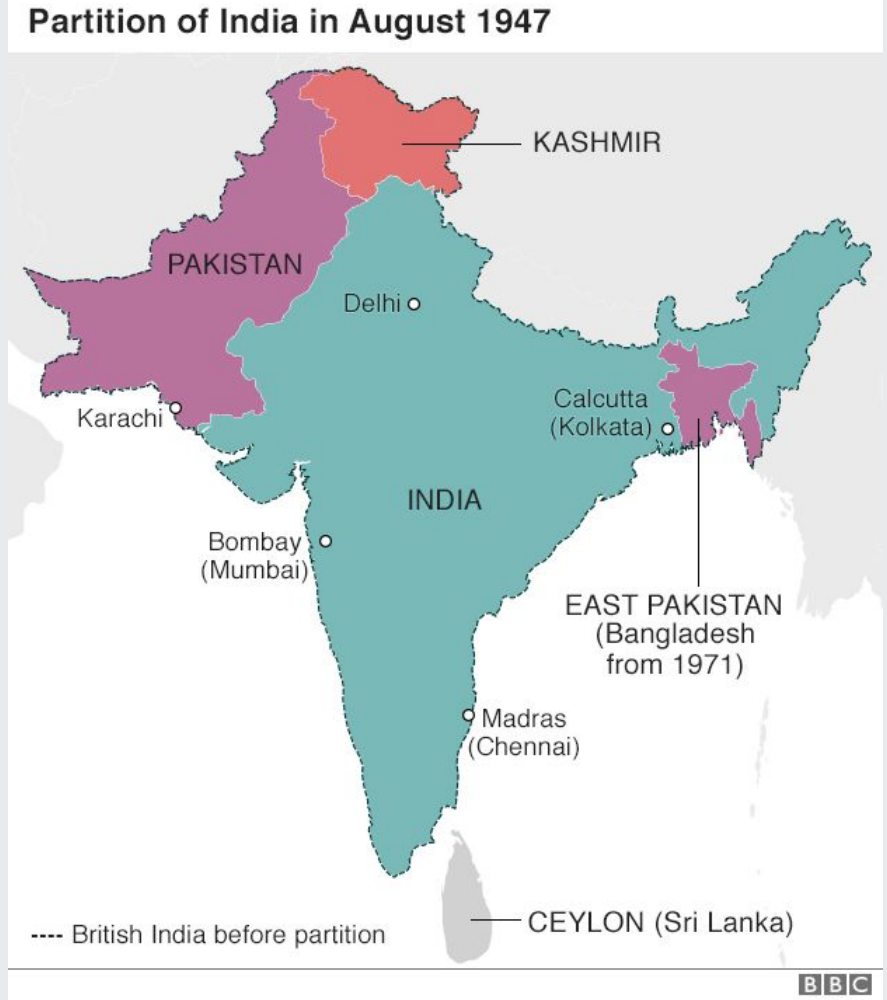 Partition of India in August 1947
KASHMIR
PAKISTAN
Delhi
Karachi
Calcutta
(Kolkata)
INDIA
Bombay
(Mumbai)
EAST PAKISTAN
(Bangladesh
from 1971)
Madras
(Chennai)
CEYLON (Sri Lanka)
---- British India before partition
BBC